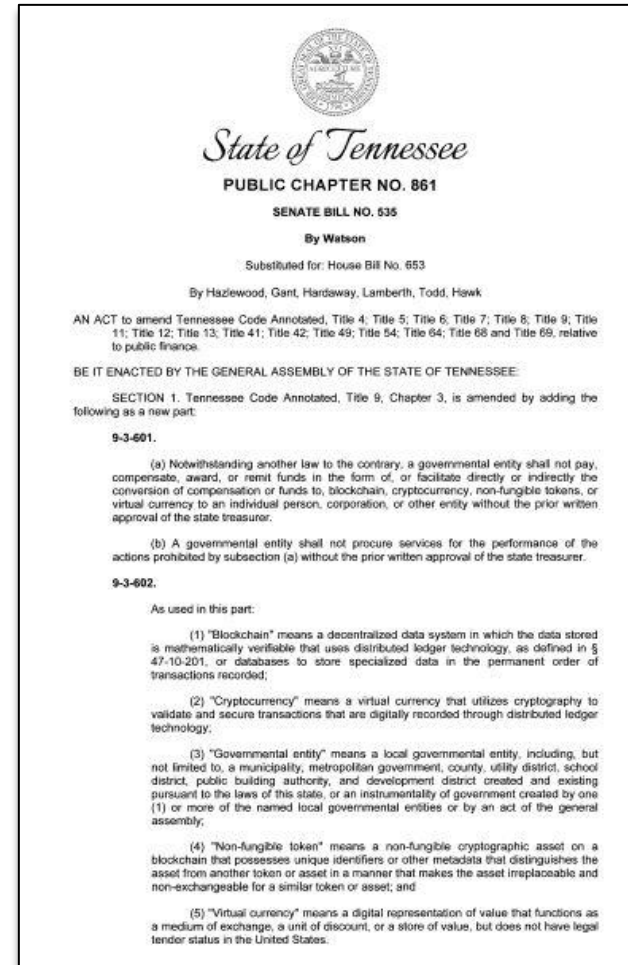 AGRICULTURE
COMMERCE
State of Tennessee
PUBLIC CHAPTER NO. 861
SENATE BILL NO. 535
By Watson
Substituted for: House Bill No. 653
By Hazlewood, Gant, Hardaway, Lamberth, Todd, Hawk
AN ACT to amend Tennessee Code Annotated, Title 4; Title 5; Title 6; Title 7; Title 8; Title 9; Title
11; Title 12; Title 13; Title 41; Title 42; Title 49; Title 54; Title 64; Title 68 and Title 69, relative
to public finance.
BE IT ENACTED BY THE GENERAL ASSEMBLY OF THE STATE OF TENNESSEE:
SECTION 1. Tennessee Code Annotated, Title 9, Chapter 3, is amended by adding the
following as a new part:
9-3-601.
(a) Notwithstanding another law to the contrary, a governmental entity shall not pay,
compensate, award, or remit funds in the form of, or facilitate directly or indirectly the
conversion of compensation or funds to, blockchain, cryptocurrency, non-fungible tokens, or
virtual currency to an individual person, corporation, or other entity without the prior written
approval of the state treasurer.
(b) A governmental entity shall not procure services for the performance of the
actions prohibited by subsection (a) without the prior written approval of the state treasurer.
9-3-602.
As used in this part:
(1) "Blockchain" means a decentralized data system in which the data stored
is mathematically verifiable that uses distributed ledger technology, as defined in §
47-10-201, or databases to store specialized data in the permanent order of
transactions recorded;
(2) "Cryptocurrency" means a virtual currency that utilizes cryptography to
validate and secure transactions that are digitally recorded through distributed ledger
technology;
(3) "Governmental entity" means a local governmental entity, including, but
not limited to, a municipality, metropolitan government, county, utility district, school
district, public building authority, and development district created and existing
pursuant to the laws of this state, or an instrumentality of government created by one
(1) or more of the named local governmental entities or by an act of the general
assembly;
(4) "Non-fungible token" means a non-fungible cryptographic asset on a
blockchain that possesses unique identifiers or other metadata that distinguishes the
asset from another token or asset in a manner that makes the asset irreplaceable and
non-exchangeable for a similar token or asset; and
(5) "Virtual currency" means a digital representation of value that functions as
a medium of exchange, a unit of discount, or a store of value, but does not have legal
tender status in the United States.